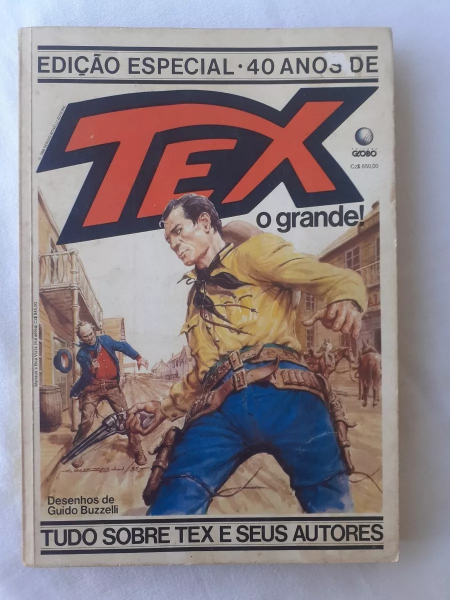 EDIÇÃO ESPECIAL • 40 ANOS DE
TEX
o grande!
GLOBO
Desenhos de
Guido Buzzelli
TUDO SOBRE TEX E SEUS AUTORES